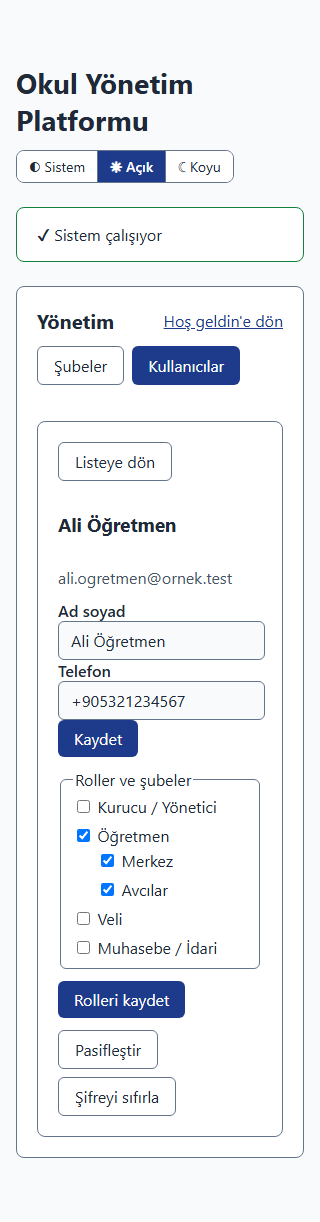 Okul Yönetim
Platformu
Sistem
Açık
Koyu
✓ Sistem çalışıyor
Yönetim
Hoş geldin'e dön
Şubeler
Kullanıcılar
Listeye dön
Ali Öğretmen
ali.ogretmen@ornek.test
Ad soyad
Ali Öğretmen
Telefon
+905321234567
Kaydet
Roller ve şubeler
Kurucu / Yönetici
Öğretmen
Merkez
Avcılar
Veli
Muhasebe / İdari
Rolleri kaydet
Pasifleştir
Şifreyi sıfırla